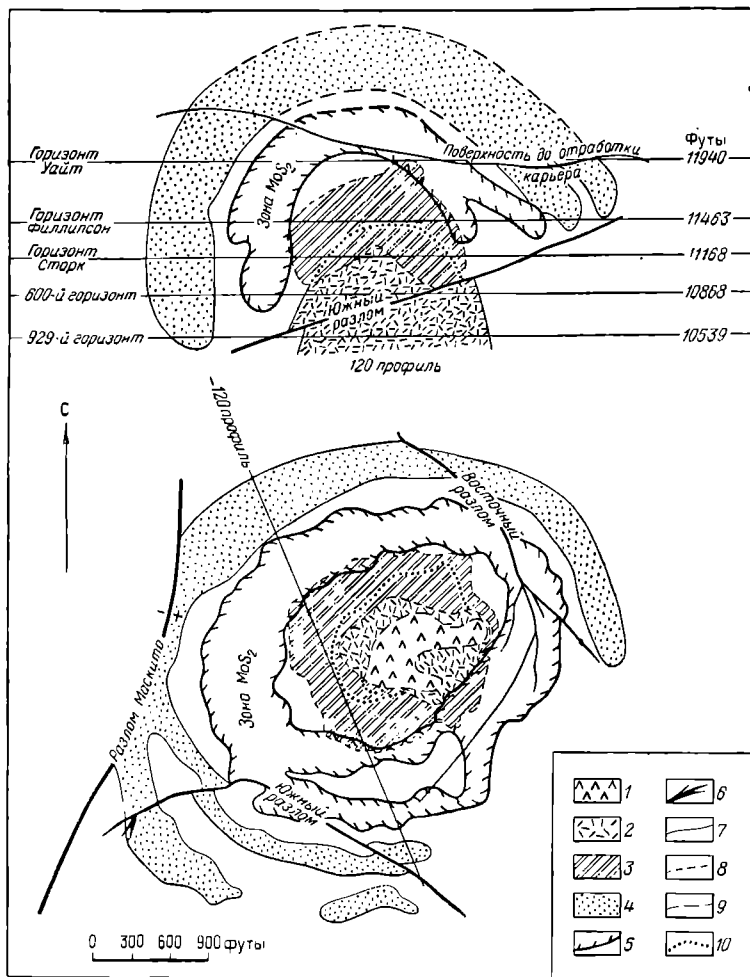 Футы
Горизонт
Уайт
11940
Поверхность до отработки
карьера
Зона MoS₂
Горизонт
Филлипсон
11463
Горизонт
Сторк
11168
600-й горизонт
10868
Южный
разлом
929-й горизонт
10539
120 профиль
С
120 профиль
Восточный
разлом
Разлом Москито
- +
Зона MoS₂
Южный
разлом
1 6
2 7
3 8
4 9
5 10
0 300 600 900 футы